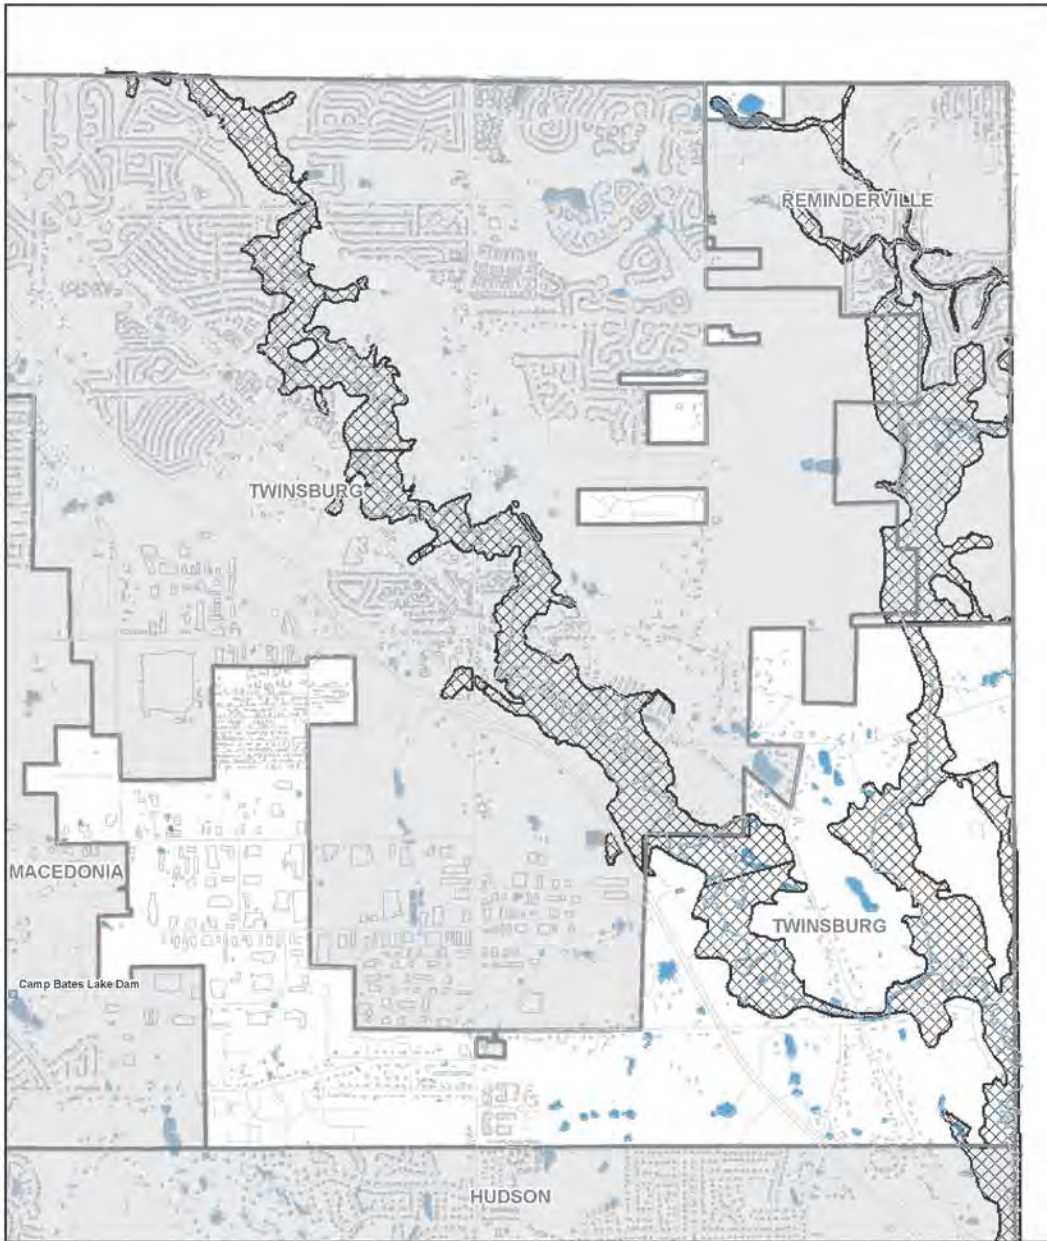 REMINDERVILLE
TWINSBURG
MACEDONIA
TWINSBURG
Camp Bates Lake Dam
HUDSON